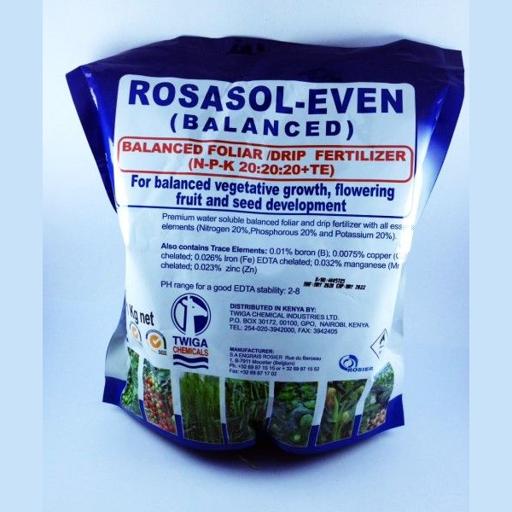 ROSASOL-EVEN
(BALANCED)
BALANCED FOLIAR /DRIP FERTILIZER
(N-P-K 20:20:20+TE)
For balanced vegetative growth, flowering
fruit and seed development
Premium water soluble balanced foliar and drip fertilizer with all ess
elements (Nitrogen 20%,Phosphorous 20% and Potassium 20%).
Also contains Trace Elements: 0.01% boron (B); 0.0075% copper (C
chelated; 0.026% Iron (Fe) EDTA chelated; 0.032% manganese (Mn
chelated; 0.023% zinc (Zn)
PH range for a good EDTA stability: 2-8
Kg net
TWIGA
CHEMICALS
DISTRIBUTED IN KENYA BY:
TWIGA CHEMICAL INDUSTRIES LTD.
P.O. BOX 30172, 00100, GPO, NAIROBI, KENYA
TEL: 254-020-3942000, FAX: 3942405
MANUFACTURER:
S.A ENGRAIS ROSIER Rue du Berceau
1, B-7911 Moustier (Belgium)
Fax: +32 69 87 17 02
ROSIER